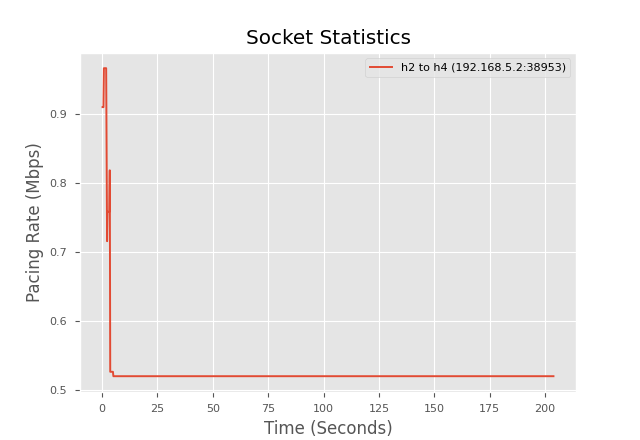 Socket Statistics
h2 to h4 (192.168.5.2:38953)
Pacing Rate (Mbps)
0.9
0.8
0.7
0.6
0.5
0 25 50 75 100 125 150 175 200
Time (Seconds)